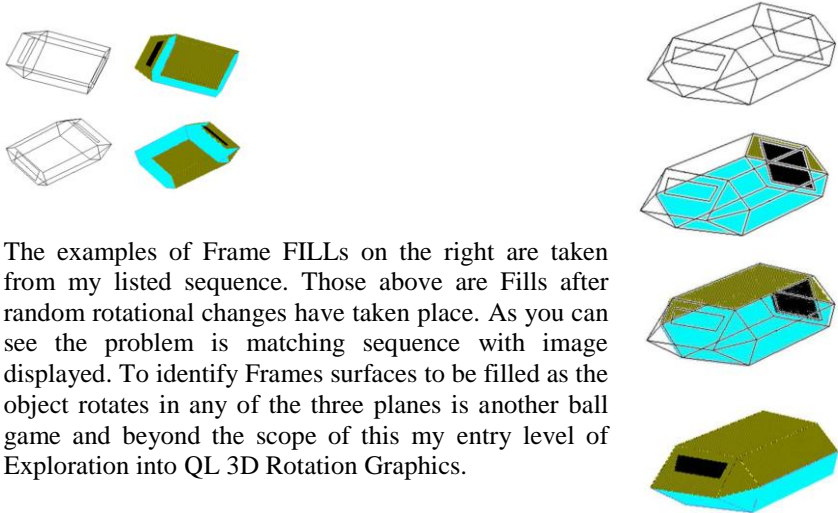 The examples of Frame FILLs on the right are taken
from my listed sequence. Those above are Fills after
random rotational changes have taken place. As you can
see the problem is matching sequence with image
displayed. To identify Frames surfaces to be filled as the
object rotates in any of the three planes is another ball
game and beyond the scope of this my entry level of
Exploration into QL 3D Rotation Graphics.